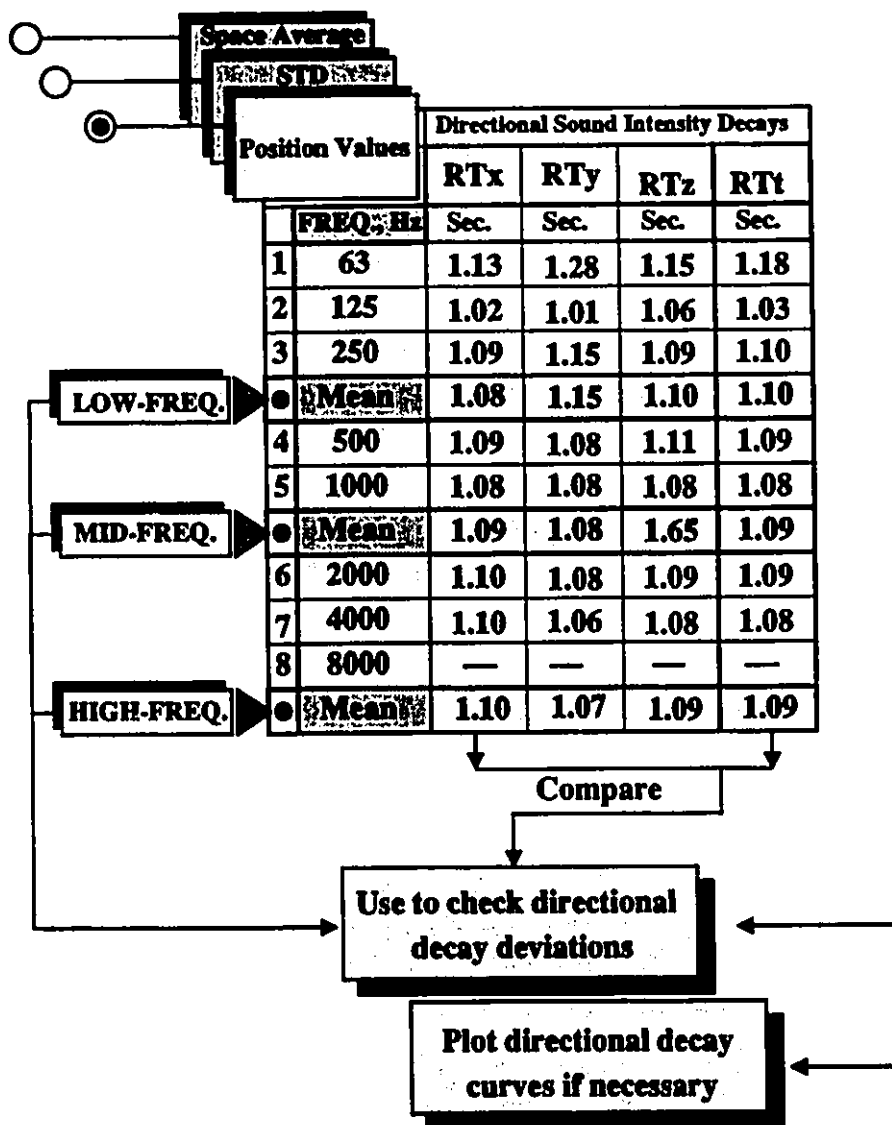 Space Average
STD
Position Values
Directional Sound Intensity Decays
RTx RTy RTz RTt
FREQ., Hz Sec. Sec. Sec. Sec.
1 63 1.13 1.28 1.15 1.18
2 125 1.02 1.01 1.06 1.03
3 250 1.09 1.15 1.09 1.10
LOW-FREQ. Mean 1.08 1.15 1.10 1.10
4 500 1.09 1.08 1.11 1.09
5 1000 1.08 1.08 1.08 1.08
MID-FREQ. Mean 1.09 1.08 1.65 1.09
6 2000 1.10 1.08 1.09 1.09
7 4000 1.10 1.06 1.08 1.08
8 8000 — — — —
HIGH-FREQ. Mean 1.10 1.07 1.09 1.09
Compare
Use to check directional
decay deviations
Plot directional decay
curves if necessary